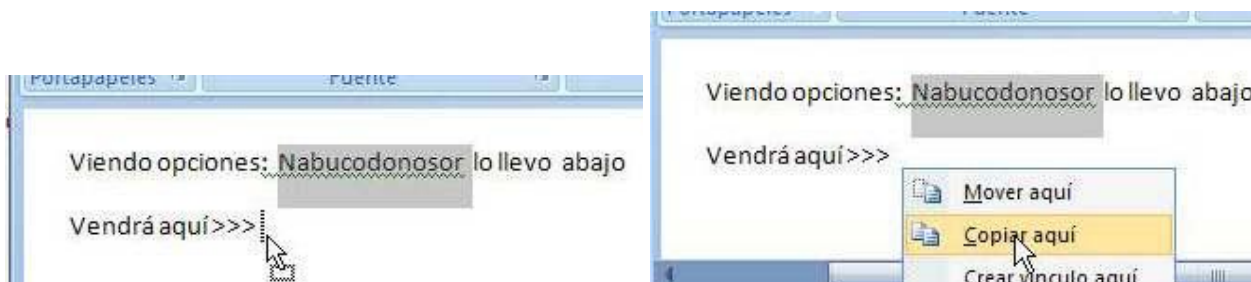 Portapapeles Fuente
Viendo opciones: Nabucodonosor lo llevo abajo
Vendrá aquí>>>
Portapapeles Fuente
Viendo opciones: Nabucodonosor lo llevo abajo
Vendrá aquí>>>
Mover aquí
Copiar aquí
Crear vínculo aquí